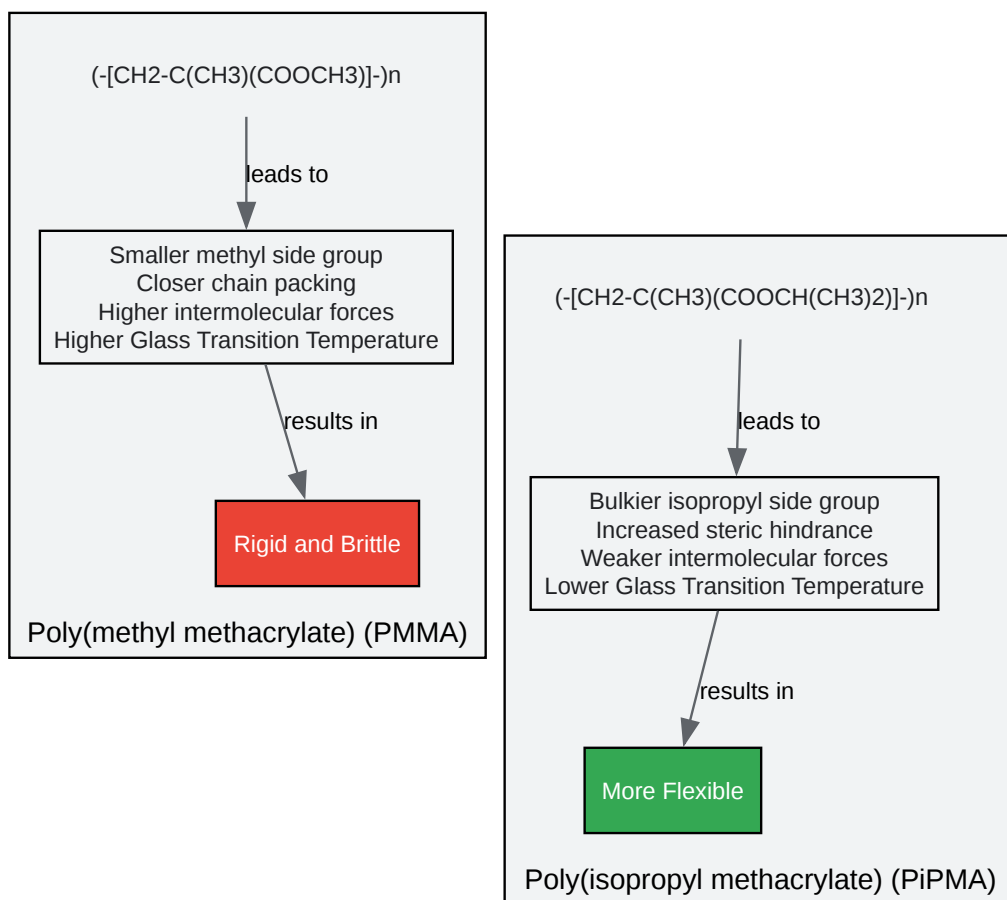 (-[CH2-C(CH3)(COOCH3)]-)n
leads to
Smaller methyl side group
Closer chain packing
Higher intermolecular forces
Higher Glass Transition Temperature
results in
Rigid and Brittle
Poly(methyl methacrylate) (PMMA)
(-[CH2-C(CH3)(COOCH(CH3)2)]-)n
leads to
Bulkier isopropyl side group
Increased steric hindrance
Weaker intermolecular forces
Lower Glass Transition Temperature
results in
More Flexible
Poly(isopropyl methacrylate) (PiPMA)